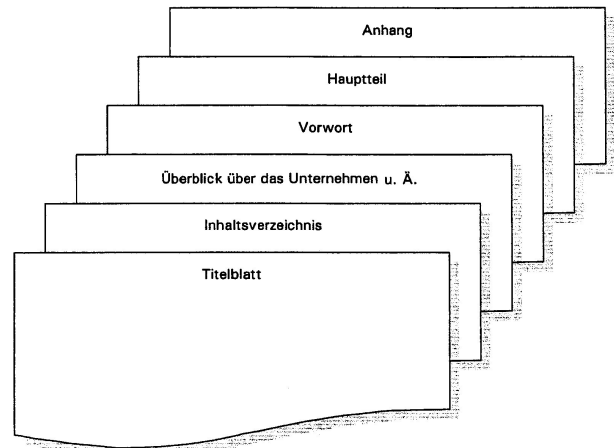 Anhang
Hauptteil
Vorwort
Überblick über das Unternehmen u. Ä.
Inhaltsverzeichnis
Titelblatt